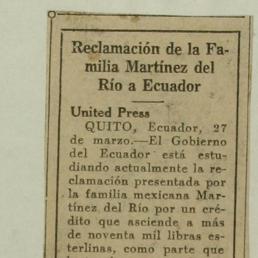 Reclamación de la Fa-
milia Martínez del
Río a Ecuador
United Press
QUITO, Ecuador, 27
de marzo.—El Gobierno
del Ecuador está estu-
diando actualmente la re-
clamación presentada por
la familia mexicana Mar-
tínez del Río por un cré-
dito que asciende a más
de noventa mil libras es-
terlinas, como parte que